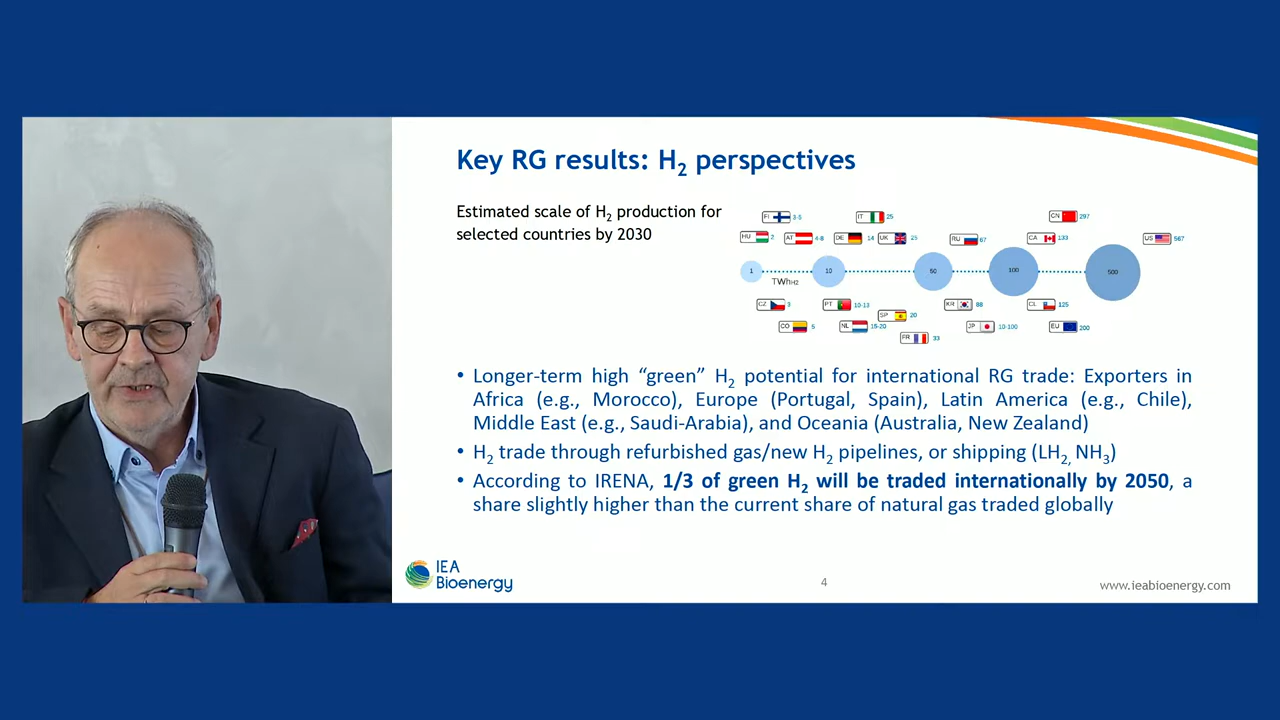 Key RG results: H2 perspectives
Estimated scale of H2 production for
selected countries by 2030
FI 3-5
IT 25
CN 297
HU 2
AT 4-8
DE 14
UK 25
RU 67
CA 133
US 567
1
10
50
100
500
TWhH2
CZ 3
PT 10-13
KR 88
CL 125
SP 20
CO 5
NL 15-20
JP 10-100
EU 200
FR 33
• Longer-term high “green” H2 potential for international RG trade: Exporters in
Africa (e.g., Morocco), Europe (Portugal, Spain), Latin America (e.g., Chile),
Middle East (e.g., Saudi-Arabia), and Oceania (Australia, New Zealand)
• H2 trade through refurbished gas/new H2 pipelines, or shipping (LH2, NH3)
• According to IRENA, 1/3 of green H2 will be traded internationally by 2050, a
share slightly higher than the current share of natural gas traded globally
IEA
Bioenergy
4
www.ieabioenergy.com